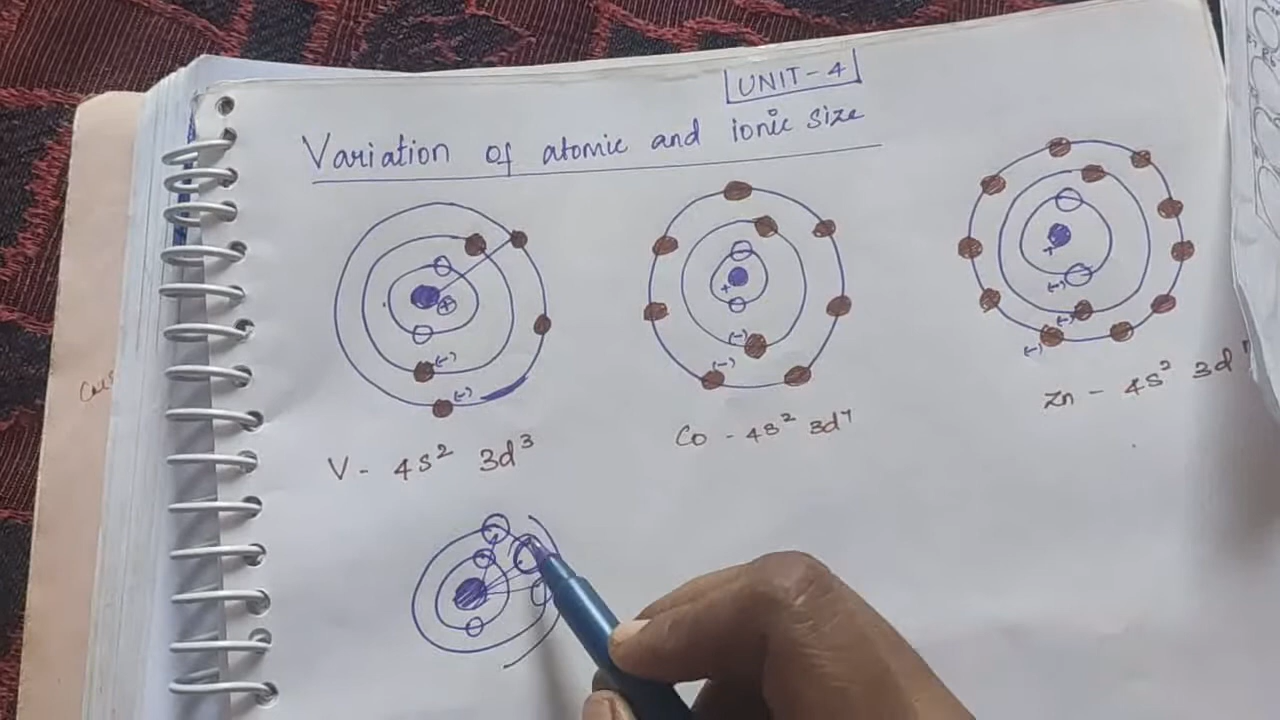 UNIT-4
Variation of atomic and ionic size
+
(-)
(-)
+
(-)
(-)
+
(-)
(-)
(-)
V - 4s² 3d³
Co - 4s² 3d⁷
Zn - 4s² 3d